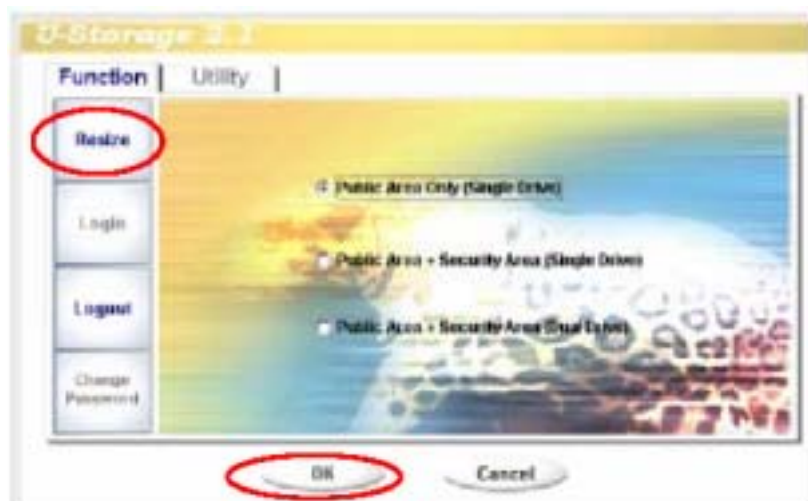 U-Storage 2.1
Function | Utility |
Resize
Login
Logout
Change
Password
Public Area Only (Single Drive)
Public Area + Security Area (Single Drive)
Public Area + Security Area (Dual Drive)
OK
Cancel